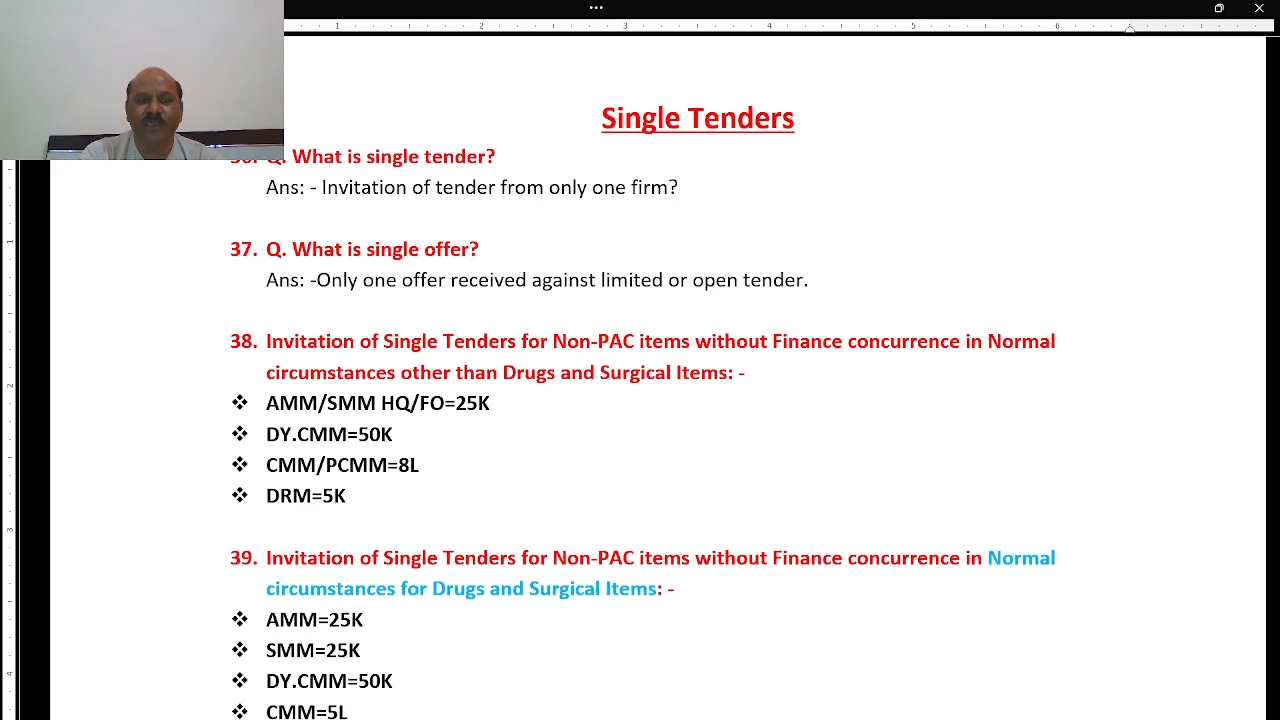 Single Tenders
36. Q. What is single tender?
Ans: - Invitation of tender from only one firm?
37. Q. What is single offer?
Ans: -Only one offer received against limited or open tender.
38. Invitation of Single Tenders for Non-PAC items without Finance concurrence in Normal
circumstances other than Drugs and Surgical Items: -
❖ AMM/SMM HQ/FO=25K
❖ DY.CMM=50K
❖ CMM/PCMM=8L
❖ DRM=5K
39. Invitation of Single Tenders for Non-PAC items without Finance concurrence in Normal
circumstances for Drugs and Surgical Items: -
❖ AMM=25K
❖ SMM=25K
❖ DY.CMM=50K
❖ CMM=5L